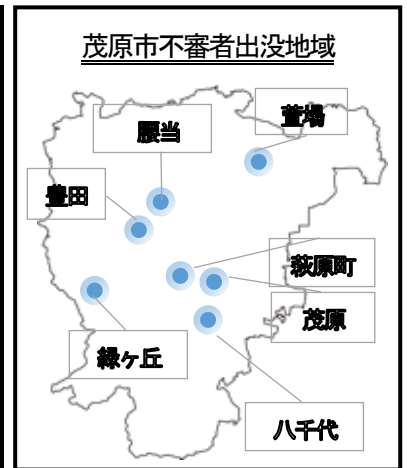 茂原市不審者出没地域
萱場
腰当
豊田
萩原町
茂原
緑ヶ丘
八千代